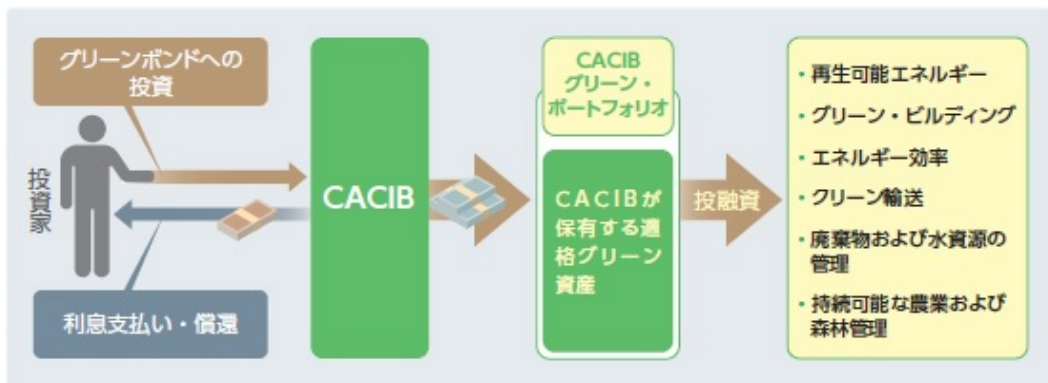 グリーンボンドへの
投資
投資家
利息支払い・償還
CACIB
CACIB
グリーン・
ポートフォリオ
CACIBが
保有する適
格グリーン
資産
投融資
・再生可能エネルギー
・グリーン・ビルディング
・エネルギー効率
・クリーン輸送
・廃棄物および水資源の
管理
・持続可能な農業および
森林管理